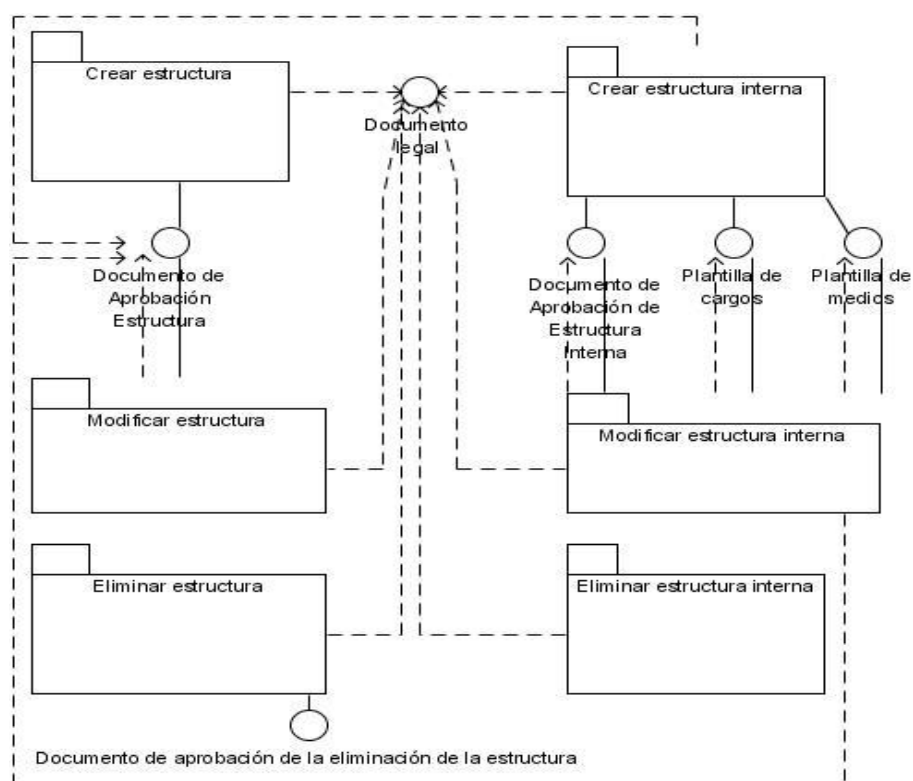 Crear estructura
Crear estructura interna
Documento
legal
Documento de
Aprobación
Estructura
Documento de
Aprobación de
Estructura
Interna
Plantilla de
cargos
Plantilla de
medios
Modificar estructura
Modificar estructura interna
Eliminar estructura
Eliminar estructura interna
Documento de aprobación de la eliminación de la estructura